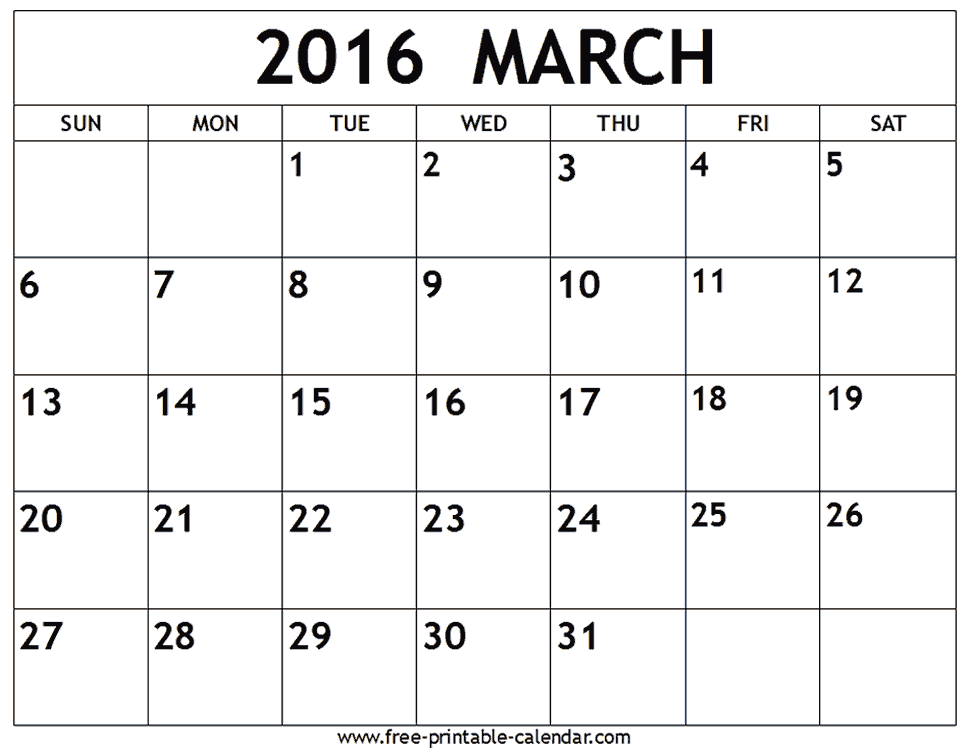 2016 MARCH
SUN MON TUE WED THU FRI SAT
1 2 3 4 5
6 7 8 9 10 11 12
13 14 15 16 17 18 19
20 21 22 23 24 25 26
27 28 29 30 31
www.free-printable-calendar.com